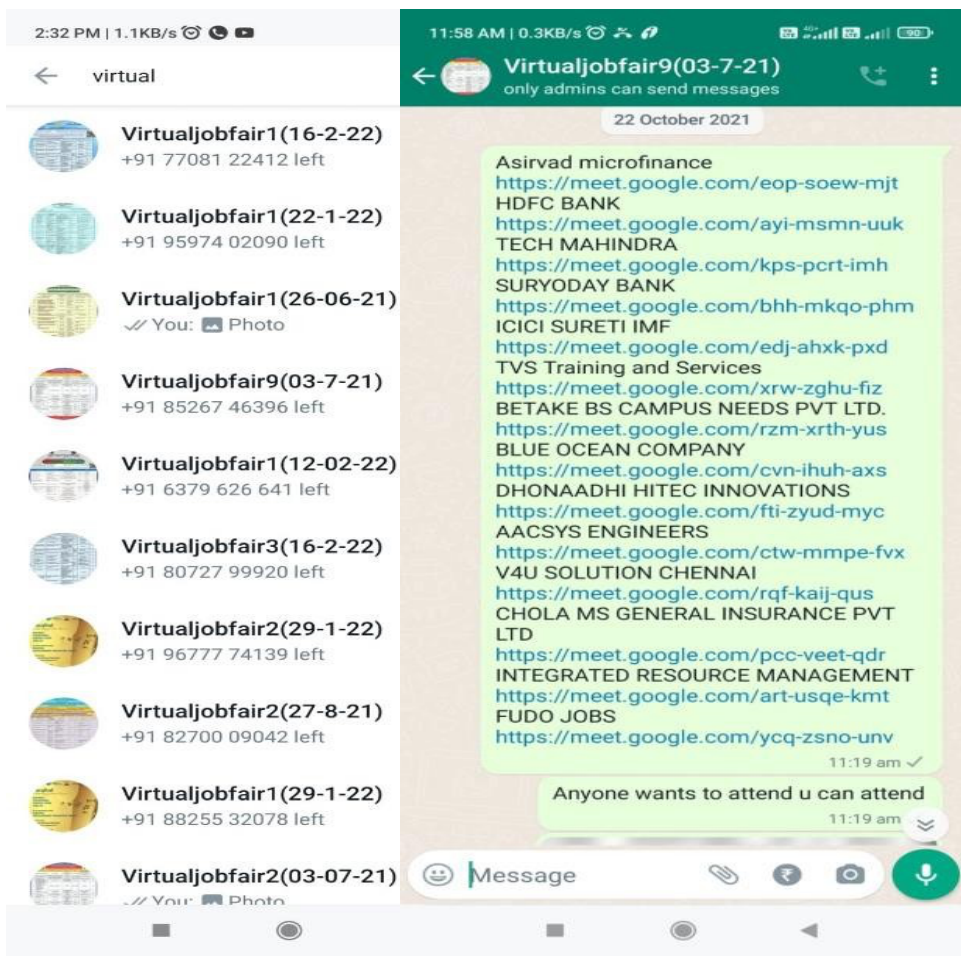 2:32 PM | 1.1KB/s
virtual
Virtualjobfair1(16-2-22)
+91 77081 22412 left
Virtualjobfair1(22-1-22)
+91 95974 02090 left
Virtualjobfair1(26-06-21)
You: Photo
Virtualjobfair9(03-7-21)
+91 85267 46396 left
Virtualjobfair1(12-02-22)
+91 6379 626 641 left
Virtualjobfair3(16-2-22)
+91 80727 99920 left
Virtualjobfair2(29-1-22)
+91 96777 74139 left
Virtualjobfair2(27-8-21)
+91 82700 09042 left
Virtualjobfair1(29-1-22)
+91 88255 32078 left
Virtualjobfair2(03-07-21)
You: Photo
11:58 AM | 0.3KB/s
90
Virtualjobfair9(03-7-21)
only admins can send messages
22 October 2021
Asirvad microfinance
https://meet.google.com/eop-soew-mjt
HDFC BANK
https://meet.google.com/ayi-msmn-uuk
TECH MAHINDRA
https://meet.google.com/kps-pcrt-imh
SURYODAY BANK
https://meet.google.com/bhh-mkqo-phm
ICICI SURETI IMF
https://meet.google.com/edj-ahxk-pxd
TVS Training and Services
https://meet.google.com/xrw-zghu-fiz
BETAKE BS CAMPUS NEEDS PVT LTD.
https://meet.google.com/rzm-xrth-yus
BLUE OCEAN COMPANY
https://meet.google.com/cvn-ihuh-axs
DHONAADHI HITEC INNOVATIONS
https://meet.google.com/fti-zyud-myc
AACSYS ENGINEERS
https://meet.google.com/ctw-mmpe-fvx
V4U SOLUTION CHENNAI
https://meet.google.com/rqf-kaij-qus
CHOLA MS GENERAL INSURANCE PVT
LTD
https://meet.google.com/pcc-veet-qdr
INTEGRATED RESOURCE MANAGEMENT
https://meet.google.com/art-usqe-kmt
FUDO JOBS
https://meet.google.com/ycq-zsno-unv
11:19 am
Anyone wants to attend u can attend
11:19 am
Message